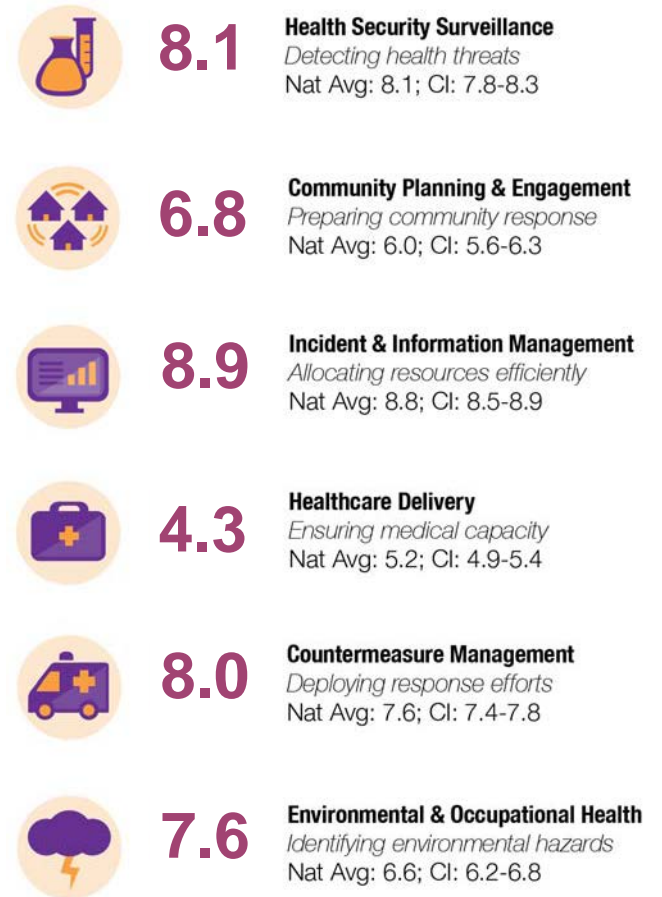 8.1
Health Security Surveillance
Detecting health threats
Nat Avg: 8.1; CI: 7.8-8.3
6.8
Community Planning & Engagement
Preparing community response
Nat Avg: 6.0; CI: 5.6-6.3
8.9
Incident & Information Management
Allocating resources efficiently
Nat Avg: 8.8; CI: 8.5-8.9
4.3
Healthcare Delivery
Ensuring medical capacity
Nat Avg: 5.2; CI: 4.9-5.4
8.0
Countermeasure Management
Deploying response efforts
Nat Avg: 7.6; CI: 7.4-7.8
7.6
Environmental & Occupational Health
Identifying environmental hazards
Nat Avg: 6.6; CI: 6.2-6.8